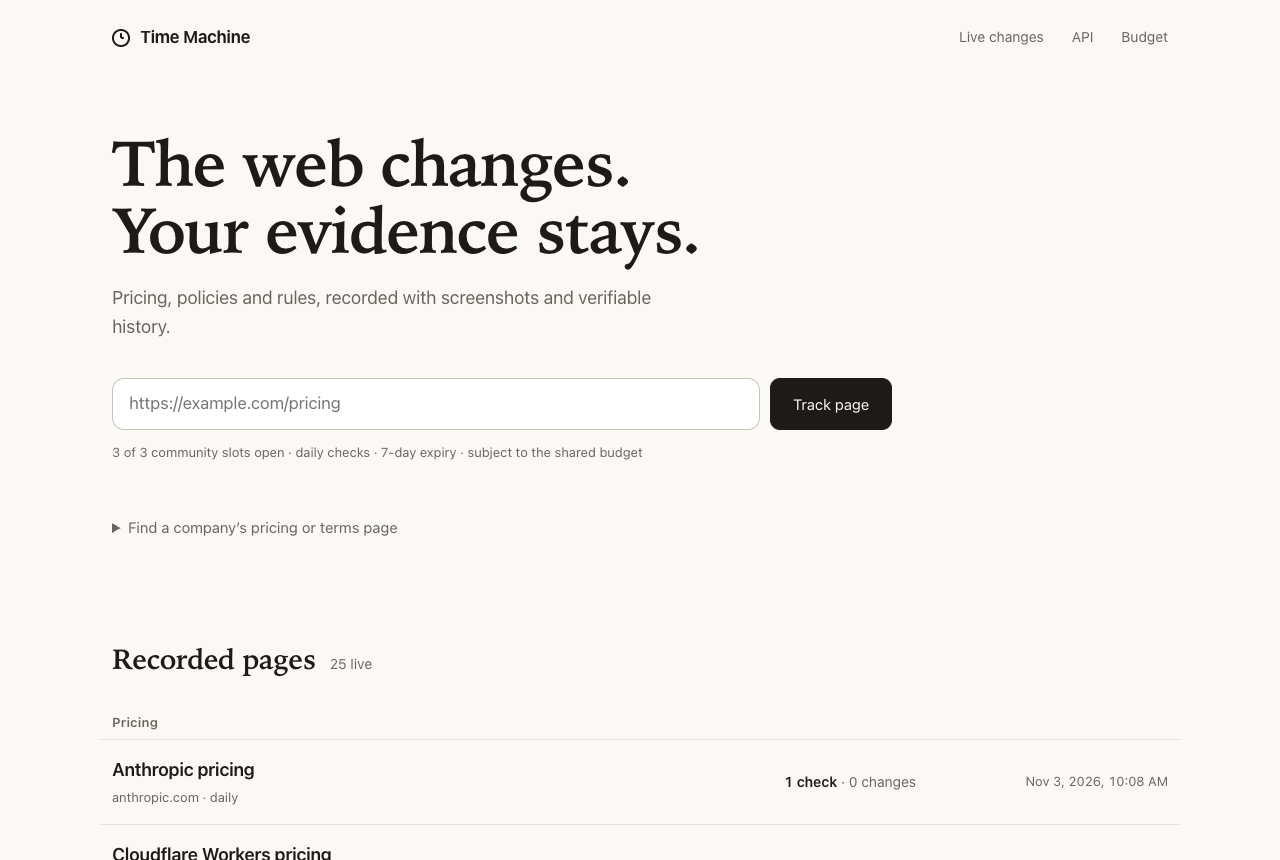 Time Machine
Live changes
API
Budget
The web changes.
Your evidence stays.
Pricing, policies and rules, recorded with screenshots and verifiable
history.
https://example.com/pricing
Track page
3 of 3 community slots open · daily checks · 7-day expiry · subject to the shared budget
Find a company’s pricing or terms page
Recorded pages
25 live
Pricing
Anthropic pricing
1 check · 0 changes
Nov 3, 2026, 10:08 AM
anthropic.com · daily
Cloudflare Workers pricing